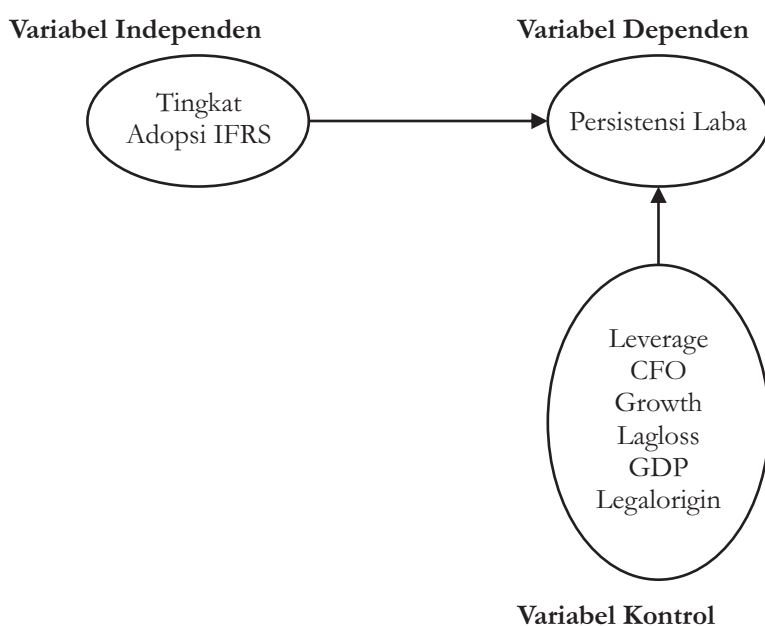 Variabel Independen
Variabel Dependen
Tingkat
Adopsi IFRS
Persistensi Laba
Leverage
CFO
Growth
Lagloss
GDP
Legalorigin
Variabel Kontrol